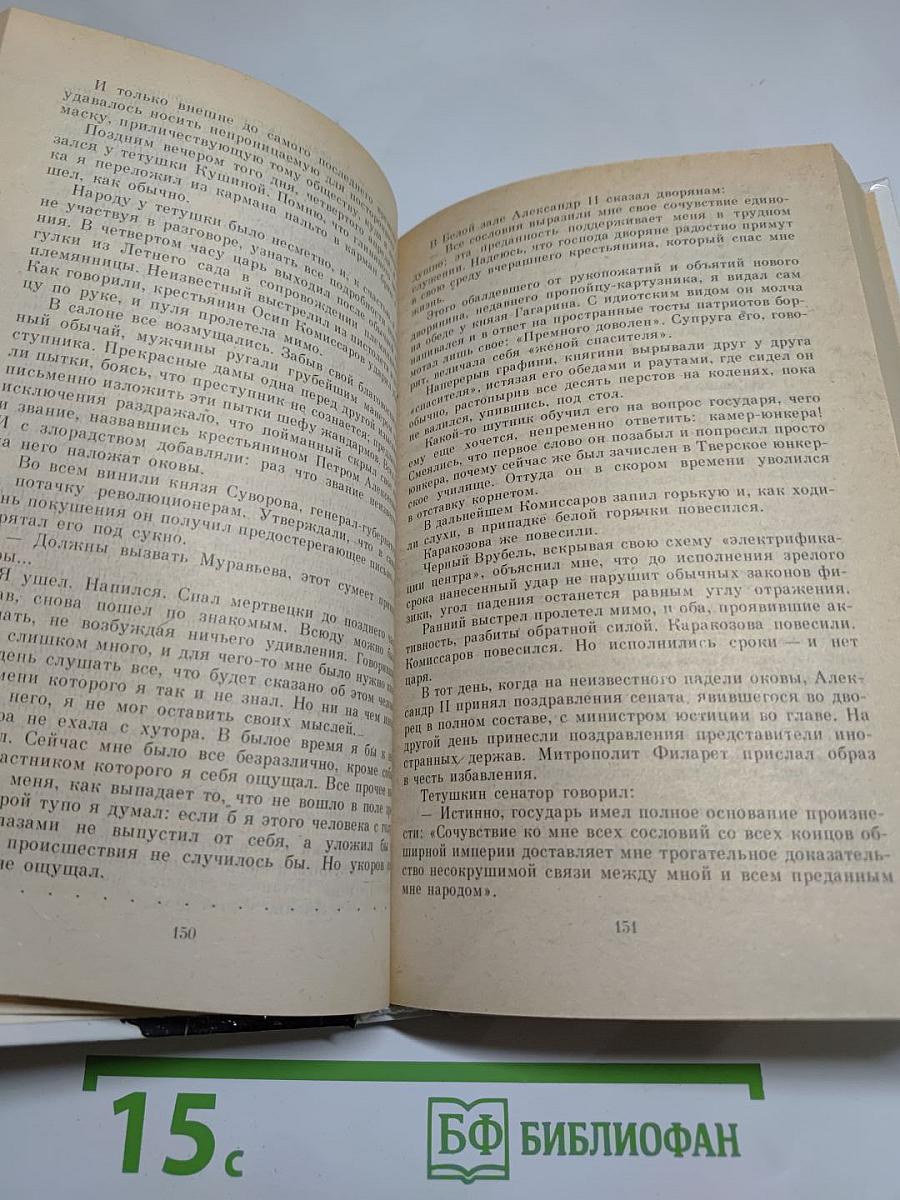 И только внешне до самого последнего
удавалось носить непроницаемую для
маску, приличествующую тому обществу,
Поздним вечером того дня, четвертого
зался у тетушки Кушиной. Помню, что
ка я переложил из кармана пальто в карман
шел, как обычно.
Народу у тетушки было несметно, и, к счастью,
не участвуя в разговоре, узнать все подробно
ния. В четвертом часу царь выходил после
гулки из Летнего сада в сопровождении
племянницы. Неизвестный выстрелил из
Как говорили, крестьянин Осип Комиссаров
цу по руке, и пуля пролетела мимо.
В салоне все возмущались. Забыв свой
ный обычай, мужчины ругали грубейшим
ступника. Прекрасные дамы одна перед другой
ли пытки, боясь, что преступник не сознается;
письменно изложить эти пытки шефу жандармов.
исключения раздражало, что пойманный скрыл
и звание, назвавшись крестьянином Петром
И с злорадством добавляли: раз что звание
на него наложат оковы.
Во всем винили князя Суворова,
потачку революционерам. Утверждали, что в
нь покушения он получил предостерегающее
рятал его под сукно.
— Должны вызвать Муравьева, этот сумеет
ры...
Я ушел. Напился. Спал мертвецки до позднего
ав, снова пошел по знакомым. Всюду можно
чать, не возбуждая ничьего удивления.
слишком много, и для чего-то мне было нужно
день слушать все, что будет сказано об этом
мени которого я так и не знал. Но ни на чем
него, я не мог оставить своих мыслей.
ра не ехала с хутора. В былое время я бы
л. Сейчас мне было все безразлично, кроме
астником которого я себя ощущал. Все прочее
меня, как выпадает то, что не вошло в поле
рой тупо я думал: если б я этого человека с
лазами не выпустил от себя, а уложил бы
происшествия не случилось бы. Но укоров
не ощущал.
150
В Белой зале Александр II сказал дворянам:
— Все сословия выразили мне свое сочувствие едино-
душно; эта преданность поддерживает меня в трудном
служении. Надеюсь, что господа дворяне радостно примут
в свою среду вчерашнего крестьянина, который спас мне
жизнь.
Этого обалдевшего от рукопожатий и объятий нового
дворянина, недавнего пропойцу-картузника, я видал сам
на обеде у князя Гагарина. С идиотским видом он молча
напивался и в ответ на пространные тосты патриотов бор-
мотал лишь свое: «Премного доволен». Супруга его, гово-
рят, величала себя «женой спасителя».
Наперерыв графини, княгини вырывали друг у друга
«спасителя», истязая его обедами и раутами, где сидел он
обычно, растопырив все десять перстов на коленях, пока
не валился, упившись, под стол.
Какой-то шутник обучил его на вопрос государя, чего
ему еще хочется, непременно ответить: камер-юнкера!
Смеялись, что первое слово он позабыл и попросил просто
юнкера, почему сейчас же был зачислен в Тверское юнкер-
ское училище. Оттуда он в скором времени уволился
в отставку корнетом.
В дальнейшем Комиссаров запил горькую и, как ходи-
ли слухи, в припадке белой горячки повесился.
Каракозова же повесили.
Черный Врубель, вскрывая свою схему «электрифика-
ции центра», объяснил мне, что до исполнения зрелого
срока нанесенный удар не нарушит обычных законов фи-
зики, угол падения останется равным углу отражения.
Ранний выстрел пролетел мимо, и оба, проявившие ак-
тивность, разбиты обратной силой. Каракозова повесили.
Комиссаров повесился. Но исполнились сроки — и нет
царя.
В тот день, когда на неизвестного надели оковы, Алек-
сандр II принял поздравления сената, явившегося во дво-
рец в полном составе, с министром юстиции во главе. На
другой день принесли поздравления представители ино-
странных держав. Митрополит Филарет прислал образ
в честь избавления.
Тетушкин сенатор говорил:
— Истинно, государь имел полное основание произне-
сти: «Сочувствие ко мне всех сословий со всех концов об-
ширной империи доставляет мне трогательное доказатель-
ство несокрушимой связи между мной и всем преданным
мне народом».
151
15 с
БФ БИБЛИОФАН